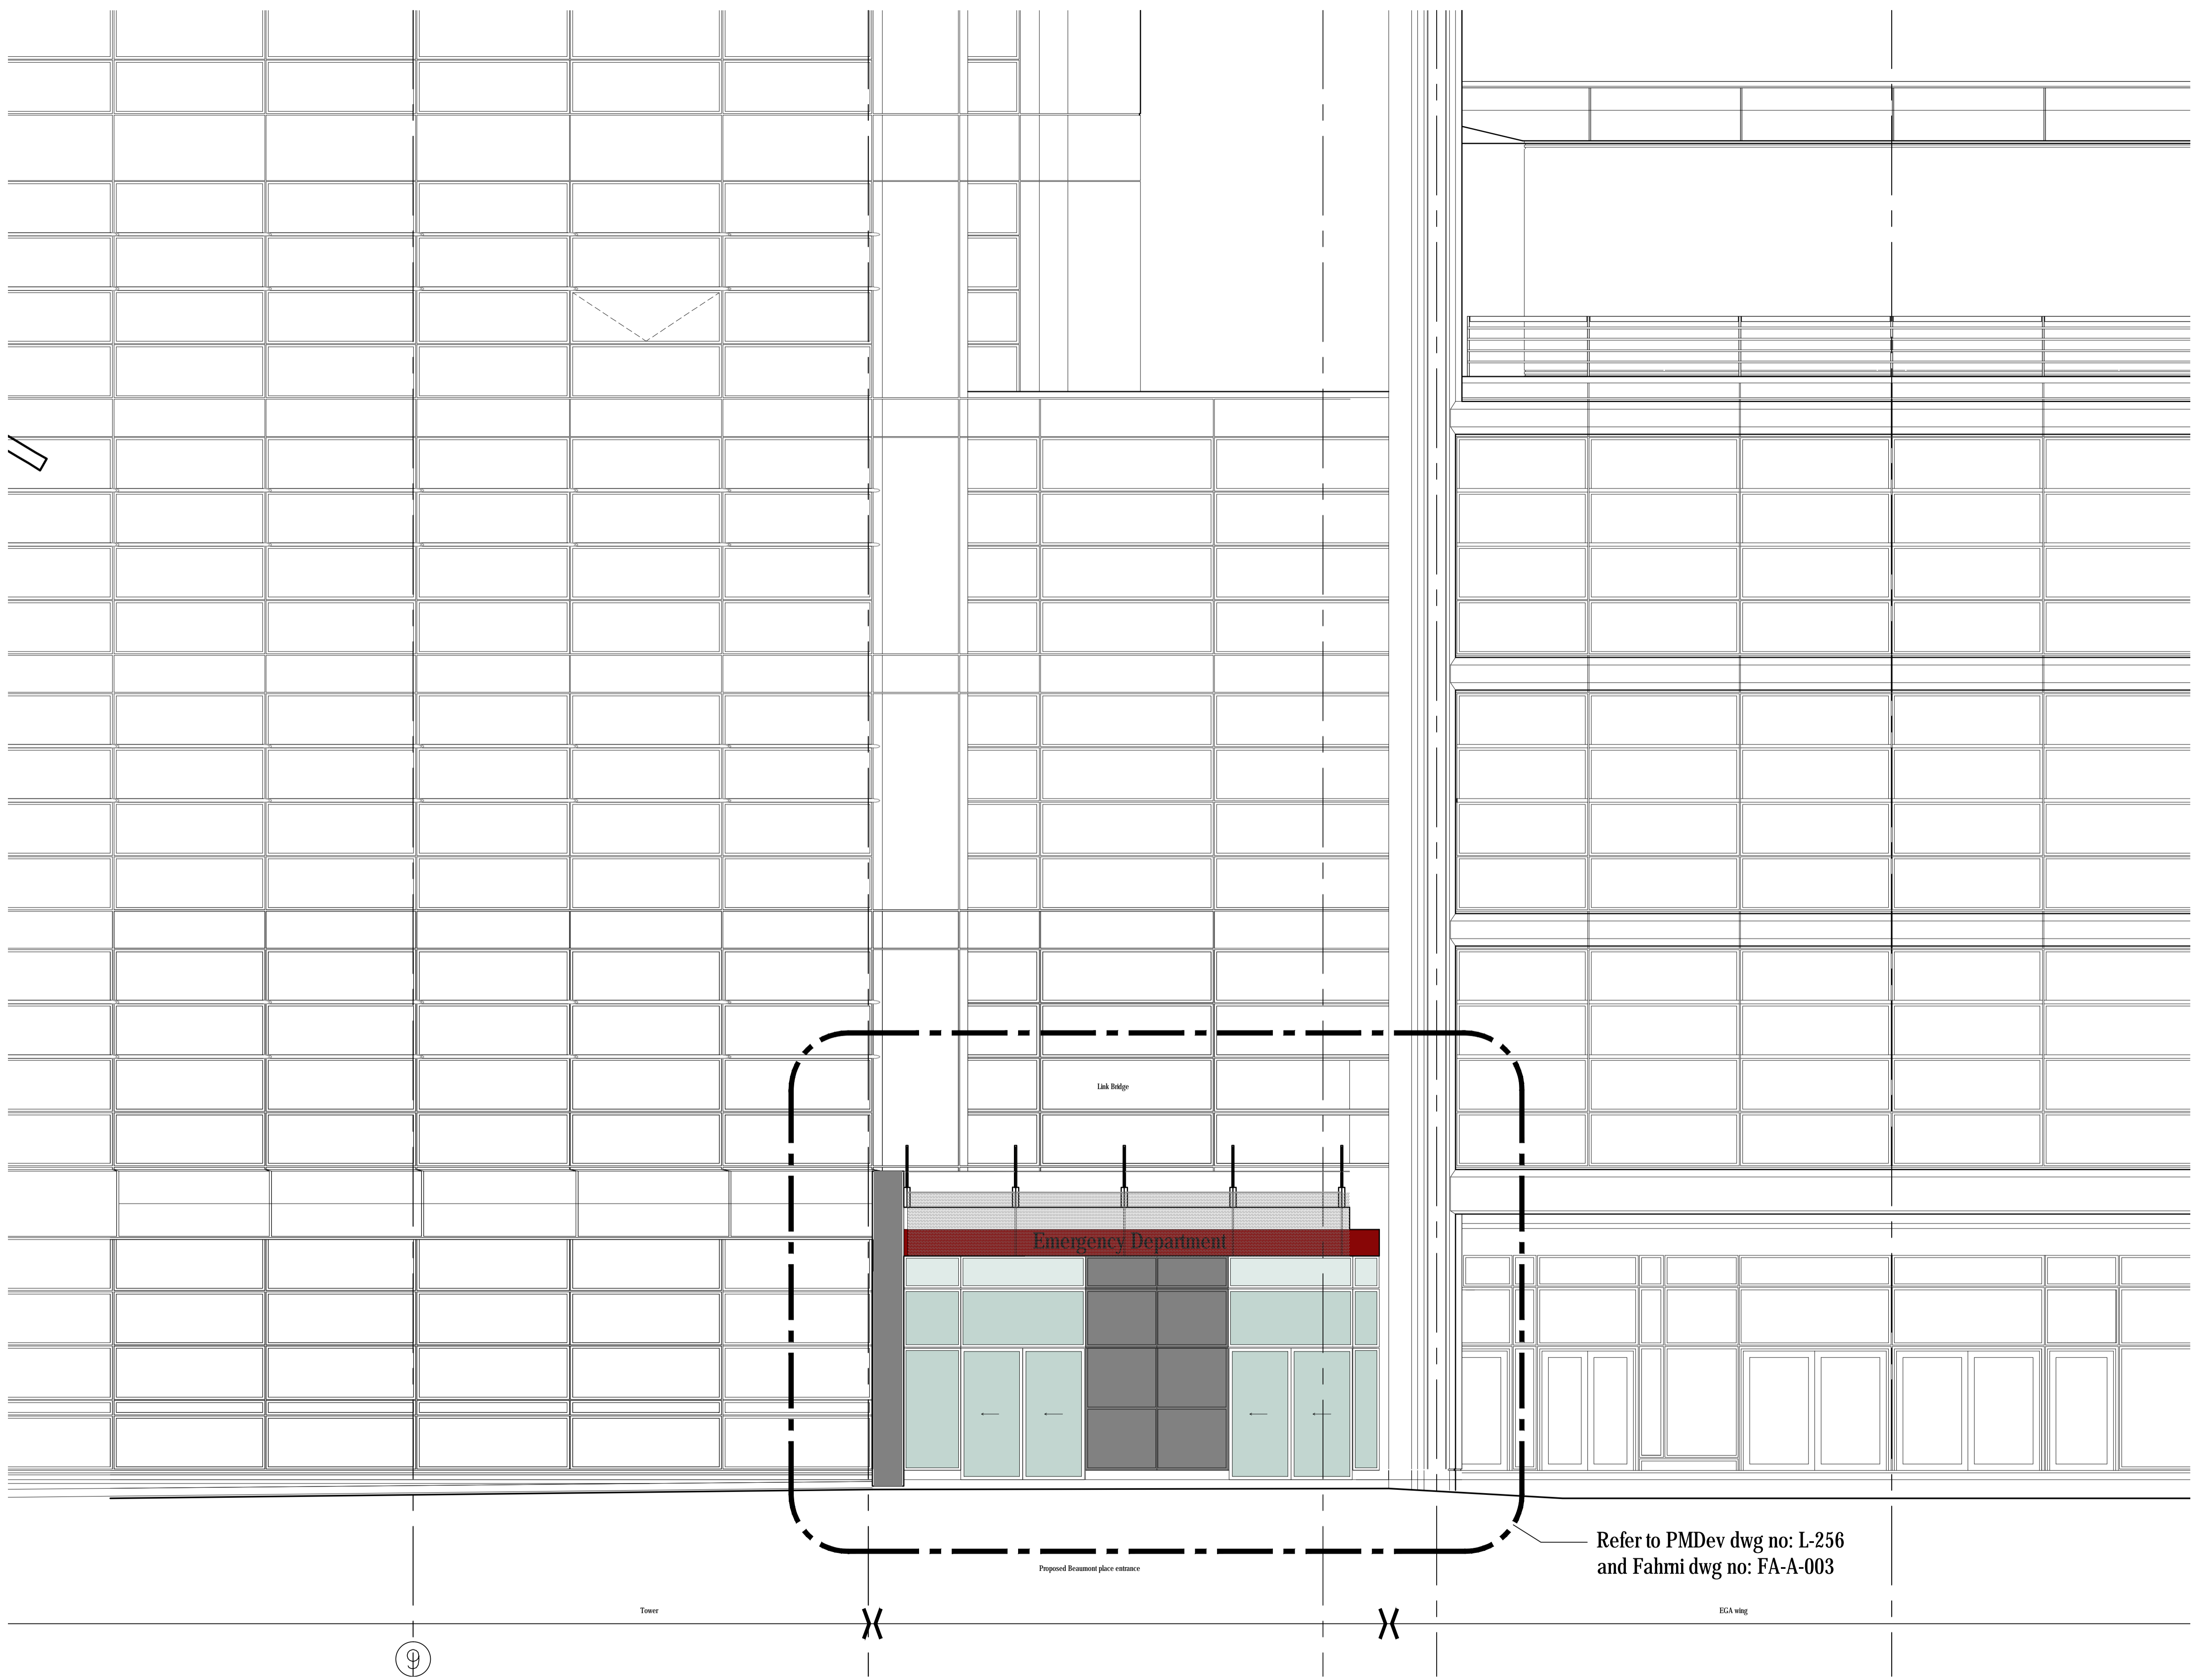 Link Bridge
Emergency Department
Refer to PMDev dwg no: L-256
and Fahmi dwg no: FA-A-003
Proposed Beaumont place entrance
Tower
EGA wing
9